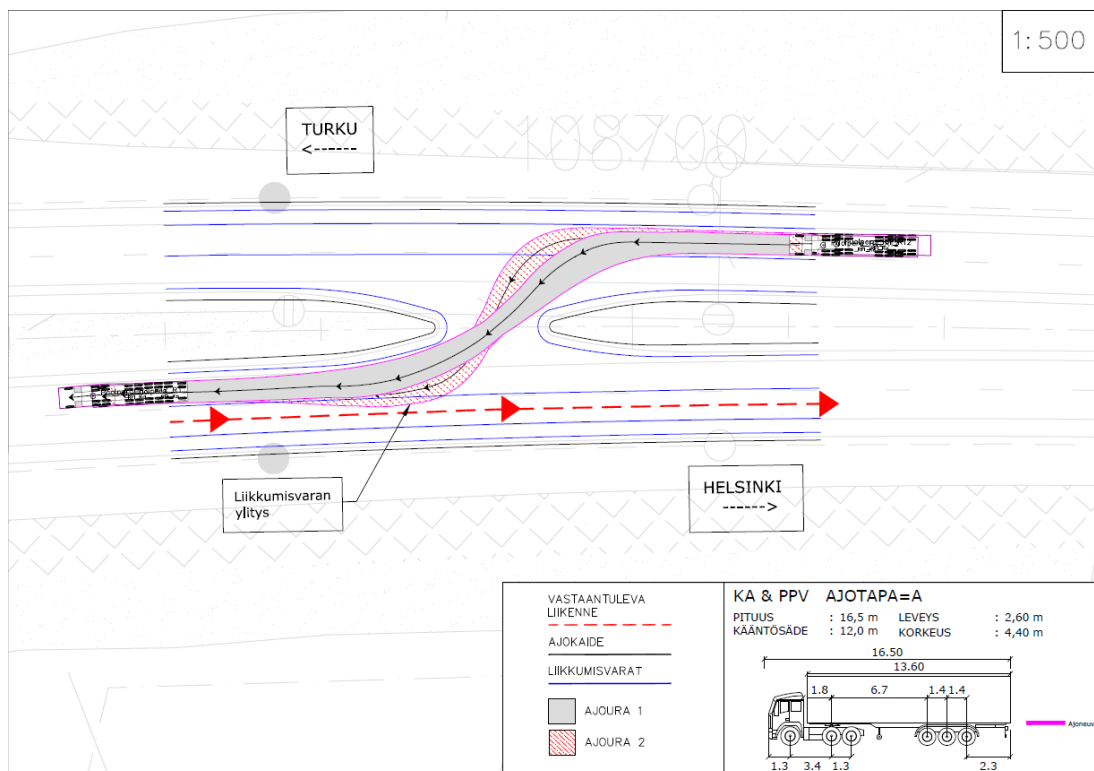 1:500
TURKU
<------
108700
Liikkumisvaran
ylitys
HELSINKI
------>
VASTAANTULEVA
LIIKENNE
AJOKAIDE
LIIKKUMISVARAT
AJOURA 1
AJOURA 2
KA & PPV AJOTAPA=A
PITUUS : 16,5 m LEVEYS : 2,60 m
KÄÄNTÖSÄDE : 12,0 m KORKEUS : 4,40 m
16.50
13.60
1.8 6.7 1.4 1.4
1.3 3.4 1.3 2.3